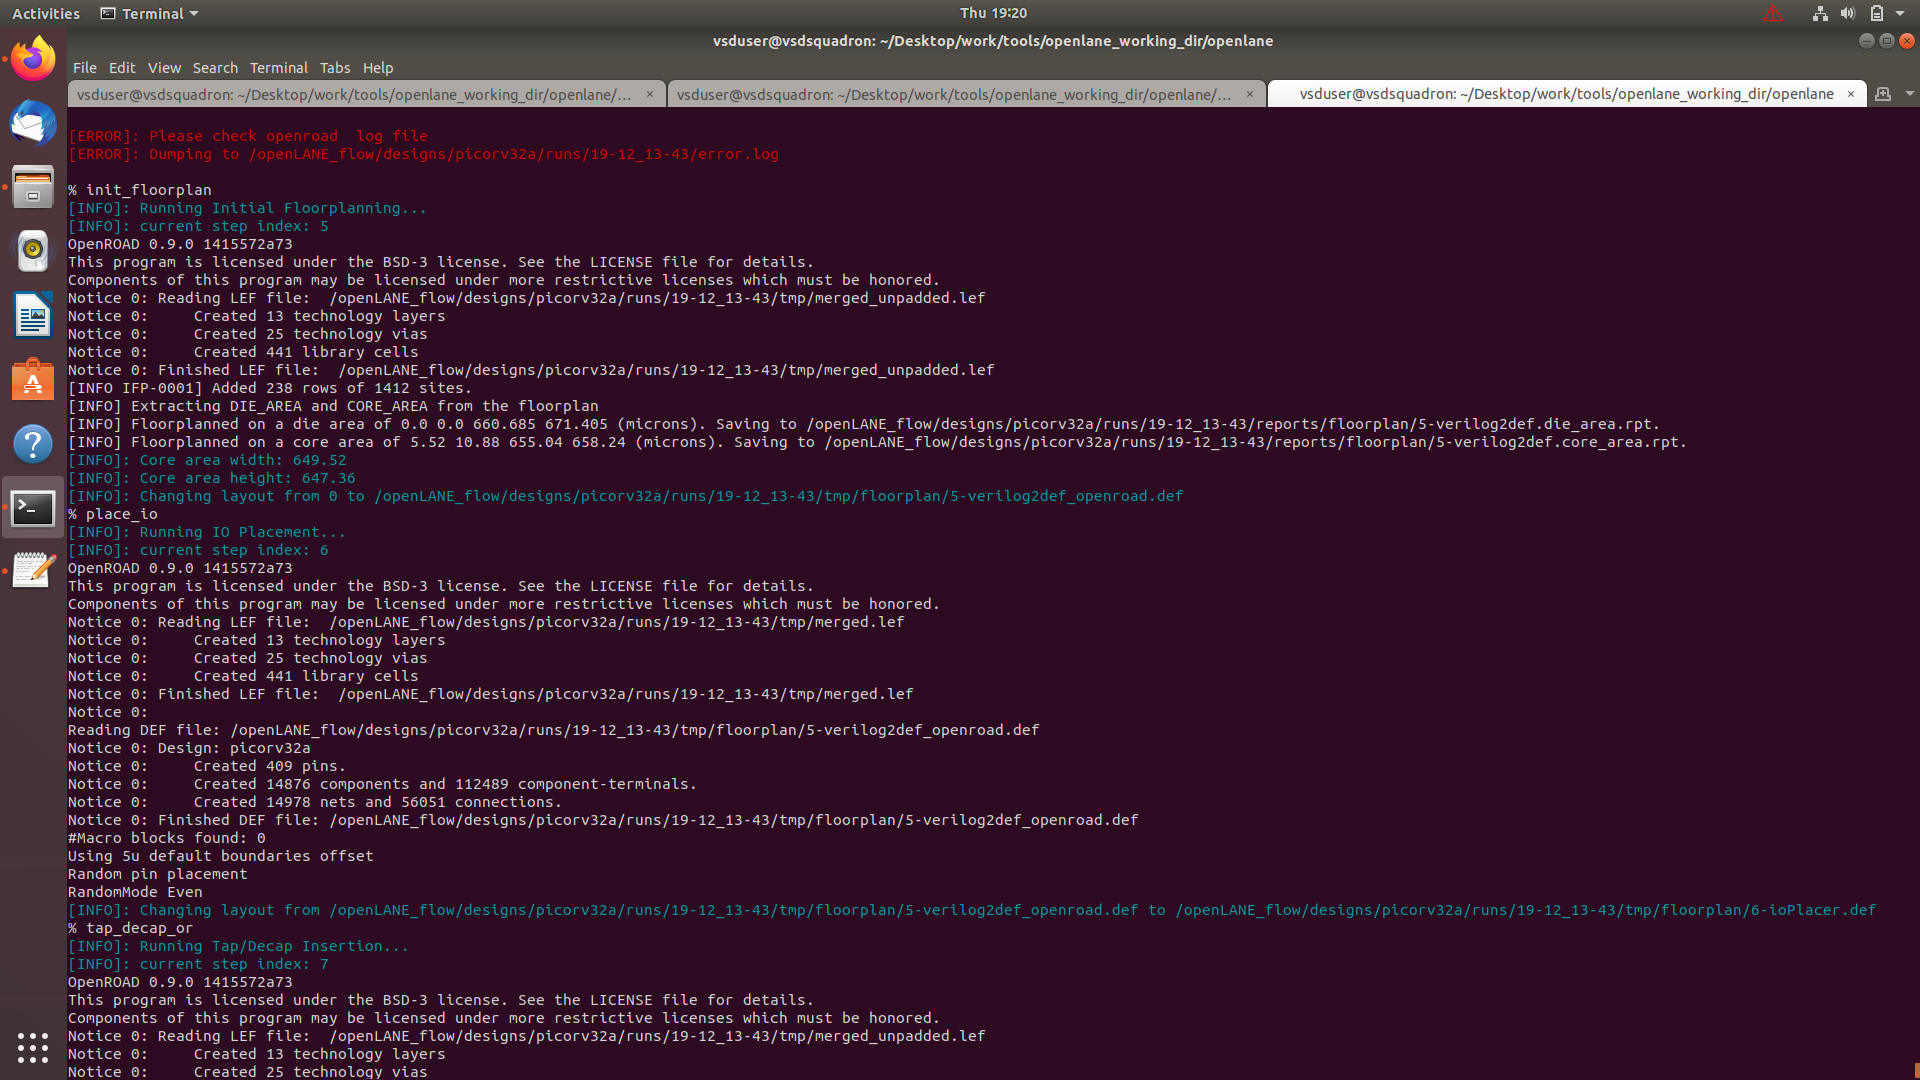 Activities
Terminal
Thu 19:20
vsduser@vsdsquadron: ~/Desktop/work/tools/openlane_working_dir/openlane
File Edit View Search Terminal Tabs Help
vsduser@vsdsquadron: ~/Desktop/work/tools/openlane_working_dir/openlane/... ×
vsduser@vsdsquadron: ~/Desktop/work/tools/openlane_working_dir/openlane/... ×
vsduser@vsdsquadron: ~/Desktop/work/tools/openlane_working_dir/openlane ×
[ERROR]: Please check openroad  log file
[ERROR]: Dumping to /openLANE_flow/designs/picorv32a/runs/19-12_13-43/error.log
% init_floorplan
[INFO]: Running Initial Floorplanning...
[INFO]: current step index: 5
OpenROAD 0.9.0 1415572a73
This program is licensed under the BSD-3 license. See the LICENSE file for details.
Components of this program may be licensed under more restrictive licenses which must be honored.
Notice 0: Reading LEF file:  /openLANE_flow/designs/picorv32a/runs/19-12_13-43/tmp/merged_unpadded.lef
Notice 0:     Created 13 technology layers
Notice 0:     Created 25 technology vias
Notice 0:     Created 441 library cells
Notice 0: Finished LEF file:  /openLANE_flow/designs/picorv32a/runs/19-12_13-43/tmp/merged_unpadded.lef
[INFO IFP-0001] Added 238 rows of 1412 sites.
[INFO] Extracting DIE_AREA and CORE_AREA from the floorplan
[INFO] Floorplanned on a die area of 0.0 0.0 660.685 671.405 (microns). Saving to /openLANE_flow/designs/picorv32a/runs/19-12_13-43/reports/floorplan/5-verilog2def.die_area.rpt.
[INFO] Floorplanned on a core area of 5.52 10.88 655.04 658.24 (microns). Saving to /openLANE_flow/designs/picorv32a/runs/19-12_13-43/reports/floorplan/5-verilog2def.core_area.rpt.
[INFO]: Core area width: 649.52
[INFO]: Core area height: 647.36
[INFO]: Changing layout from 0 to /openLANE_flow/designs/picorv32a/runs/19-12_13-43/tmp/floorplan/5-verilog2def_openroad.def
% place_io
[INFO]: Running IO Placement...
[INFO]: current step index: 6
OpenROAD 0.9.0 1415572a73
This program is licensed under the BSD-3 license. See the LICENSE file for details.
Components of this program may be licensed under more restrictive licenses which must be honored.
Notice 0: Reading LEF file:  /openLANE_flow/designs/picorv32a/runs/19-12_13-43/tmp/merged.lef
Notice 0:     Created 13 technology layers
Notice 0:     Created 25 technology vias
Notice 0:     Created 441 library cells
Notice 0: Finished LEF file:  /openLANE_flow/designs/picorv32a/runs/19-12_13-43/tmp/merged.lef
Notice 0:
Reading DEF file: /openLANE_flow/designs/picorv32a/runs/19-12_13-43/tmp/floorplan/5-verilog2def_openroad.def
Notice 0: Design: picorv32a
Notice 0:     Created 409 pins.
Notice 0:     Created 14876 components and 112489 component-terminals.
Notice 0:     Created 14978 nets and 56051 connections.
Notice 0: Finished DEF file: /openLANE_flow/designs/picorv32a/runs/19-12_13-43/tmp/floorplan/5-verilog2def_openroad.def
#Macro blocks found: 0
Using 5u default boundaries offset
Random pin placement
RandomMode Even
[INFO]: Changing layout from /openLANE_flow/designs/picorv32a/runs/19-12_13-43/tmp/floorplan/5-verilog2def_openroad.def to /openLANE_flow/designs/picorv32a/runs/19-12_13-43/tmp/floorplan/6-ioPlacer.def
% tap_decap_or
[INFO]: Running Tap/Decap Insertion...
[INFO]: current step index: 7
OpenROAD 0.9.0 1415572a73
This program is licensed under the BSD-3 license. See the LICENSE file for details.
Components of this program may be licensed under more restrictive licenses which must be honored.
Notice 0: Reading LEF file:  /openLANE_flow/designs/picorv32a/runs/19-12_13-43/tmp/merged_unpadded.lef
Notice 0:     Created 13 technology layers
Notice 0:     Created 25 technology vias